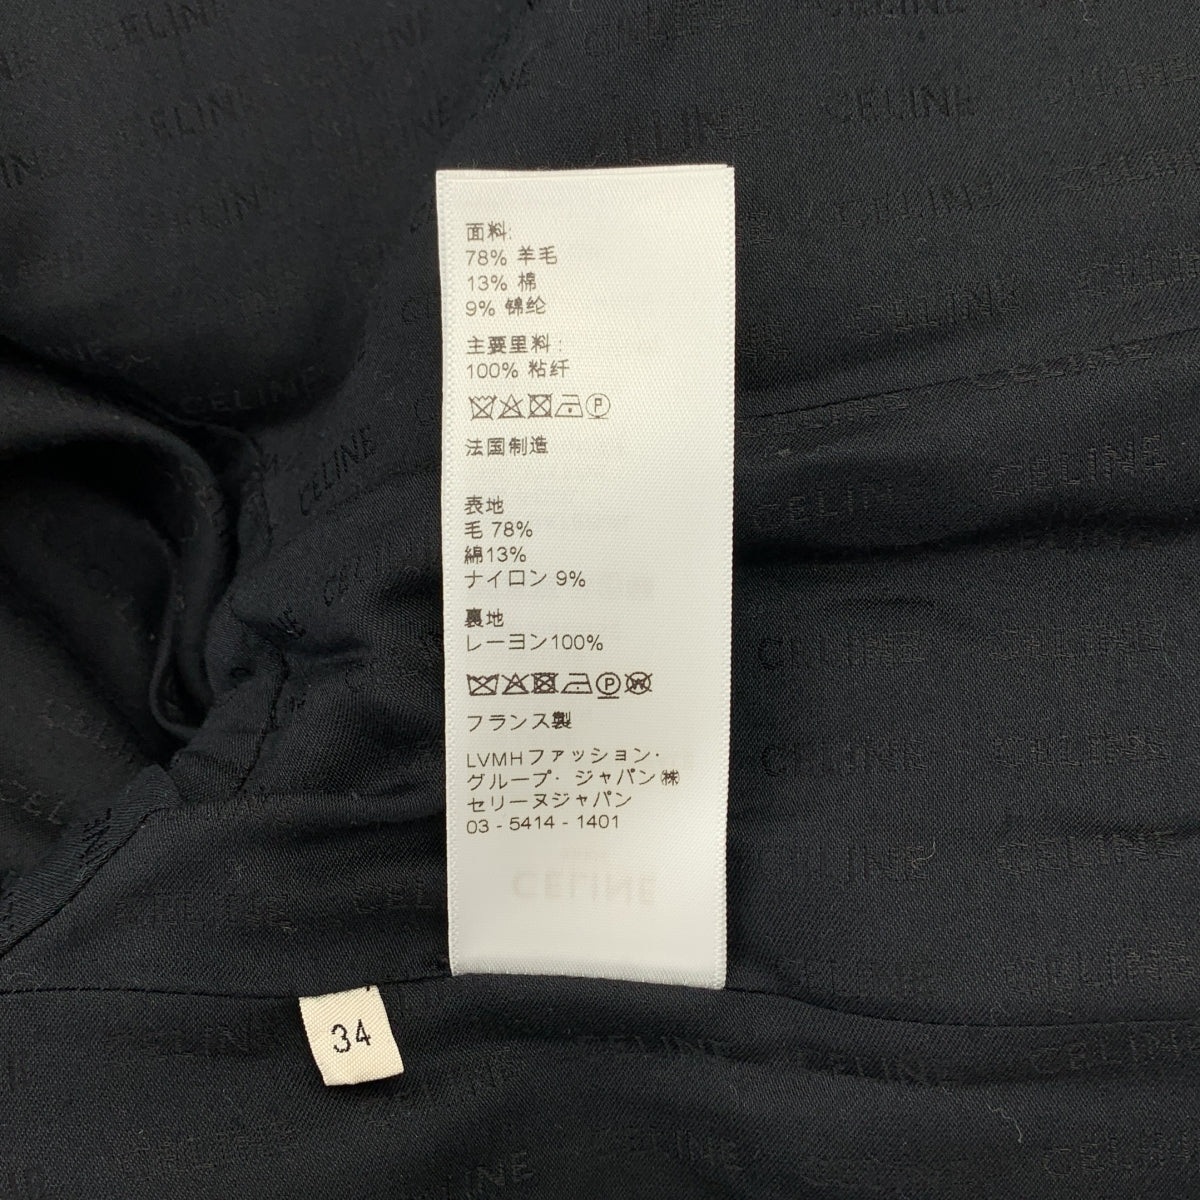 面料:
78% 羊毛
13% 棉
9% 锦纶
主要里料:
100% 粘纤
P
法国制造
表地
毛 78%
綿13%
ナイロン 9%
裏地
レーヨン100%
P W
フランス製
LVMHファッション·
グループ· ジャパン㈱
セリーヌジャパン
03 - 5414 - 1401
CELINE
34